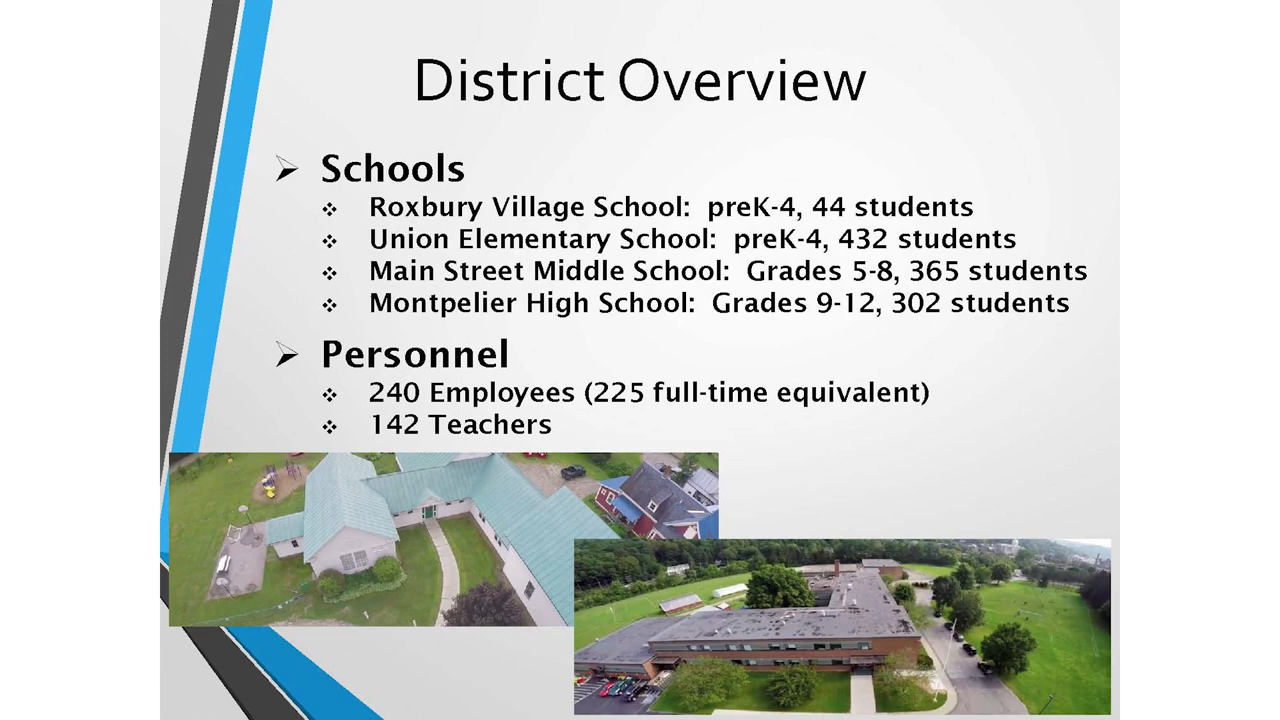 District Overview
Schools
Roxbury Village School: preK-4, 44 students
Union Elementary School: preK-4, 432 students
Main Street Middle School: Grades 5-8, 365 students
Montpelier High School: Grades 9-12, 302 students
Personnel
240 Employees (225 full-time equivalent)
142 Teachers